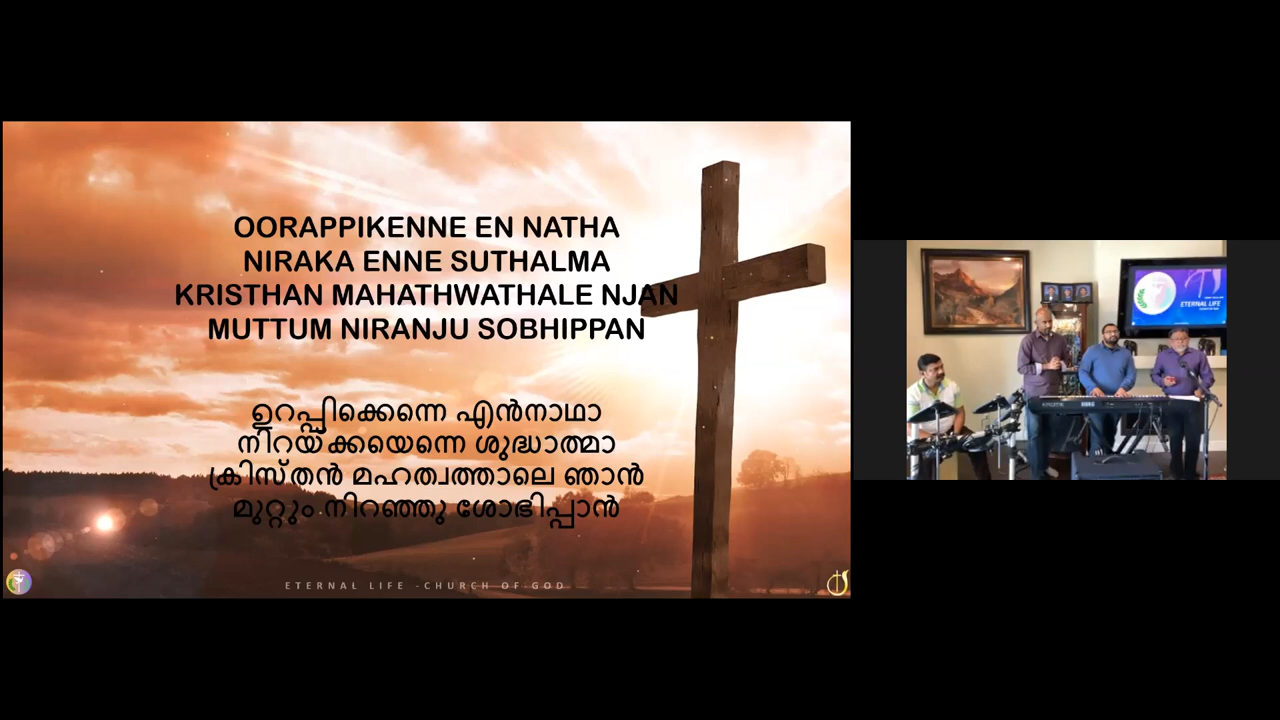 OORAPPIKENNE EN NATHA
NIRAKA ENNE SUTHALMA
KRISTHAN MAHATHWATHALE NJAN
MUTTUM NIRANJU SOBHIPPAN
ഉറപ്പിക്കെന്നെ എൻനാഥാ
നിറയ്ക്കയെന്നെ ശുദ്ധാത്മാ
ക്രിസ്തൻ മഹത്വത്താലെ ഞാൻ
മുറ്റും നിറഞ്ഞു ശോഭിപ്പാൻ
ETERNAL LIFE -CHURCH OF GOD
ETERNAL LIFE
KORG